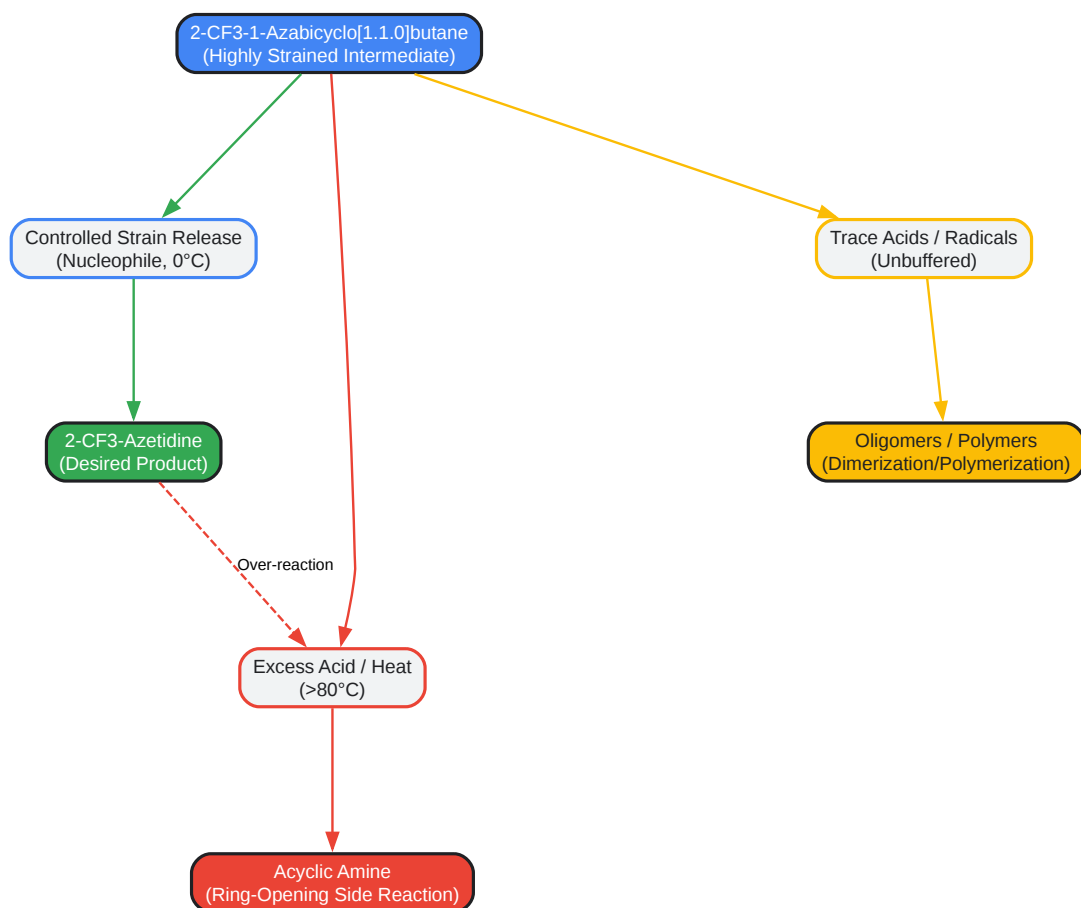 2-CF3-1-Azabicyclo[1.1.0]butane
(Highly Strained Intermediate)
Controlled Strain Release
(Nucleophile, 0°C)
Trace Acids / Radicals
(Unbuffered)
2-CF3-Azetidine
(Desired Product)
Oligomers / Polymers
(Dimerization/Polymerization)
Over-reaction
Excess Acid / Heat
(>80°C)
Acyclic Amine
(Ring-Opening Side Reaction)